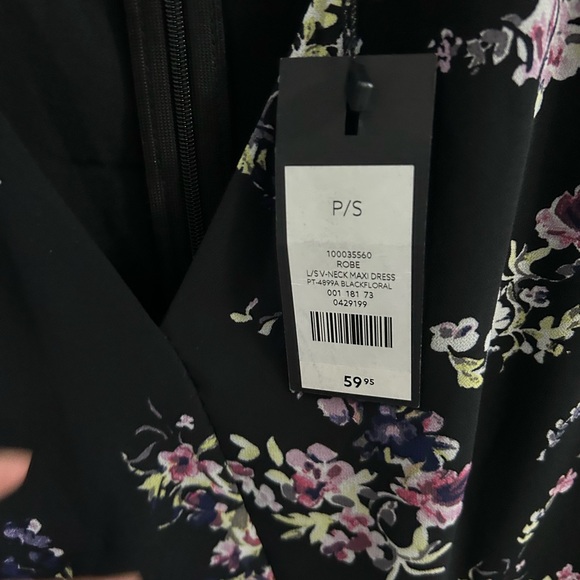 P/S
100035560
ROBE
L/S V-NECK MAXI DRESS
PT-4899A BLACKFLORAL
001 181 73
0429199
59.95